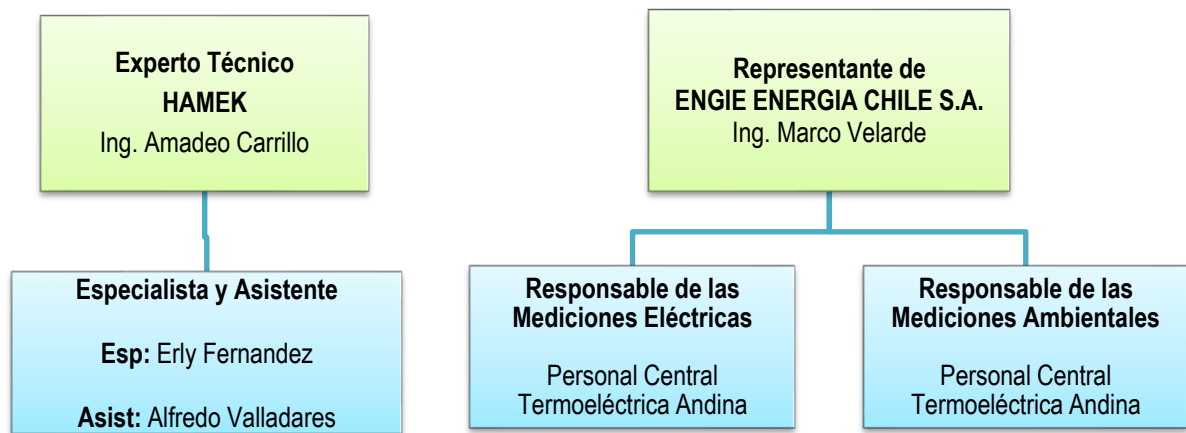 Experto Técnico
HAMEK
Ing. Amadeo Carrillo
Representante de
ENGIE ENERGIA CHILE S.A.
Ing. Marco Velarde
Especialista y Asistente
Esp: Erly Fernandez
Asist: Alfredo Valladares
Responsable de las
Mediciones Eléctricas
Personal Central
Termoeléctrica Andina
Responsable de las
Mediciones Ambientales
Personal Central
Termoeléctrica Andina